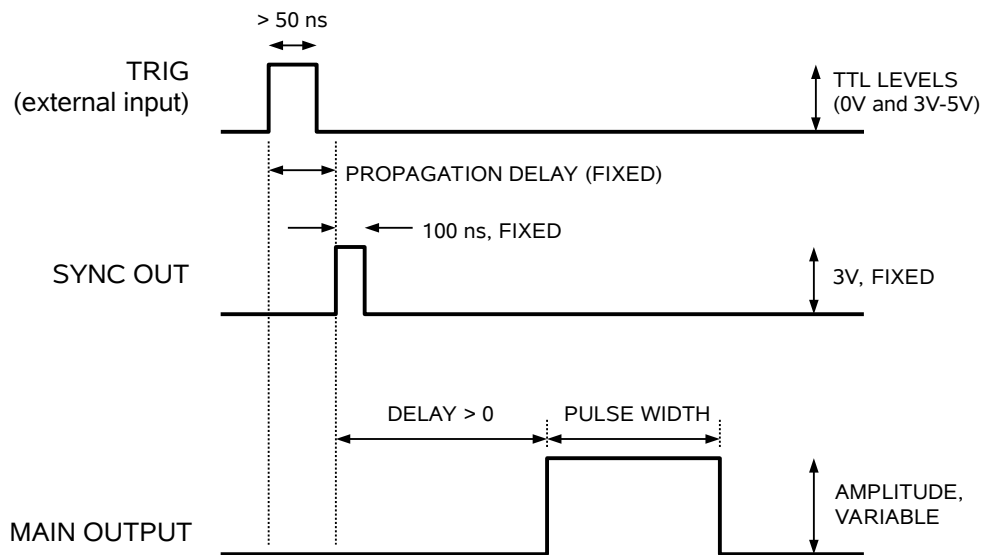 > 50 ns
TRIG
(external input)
TTL LEVELS
(0V and 3V-5V)
PROPAGATION DELAY (FIXED)
100 ns, FIXED
SYNC OUT
3V, FIXED
DELAY > 0
PULSE WIDTH
AMPLITUDE,
VARIABLE
MAIN OUTPUT